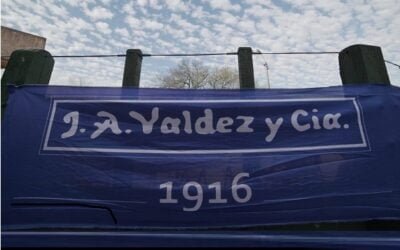 J. A. Valdez y Cia.
1916